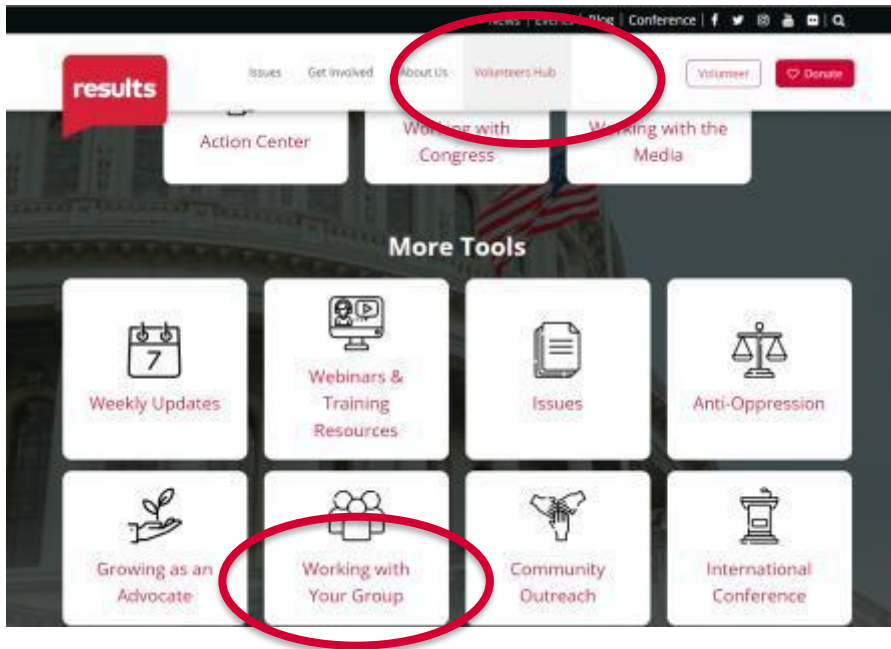 News | Events | Blog | Conference |
Issues Get Involved About Us Volunteers Hub Volunteer Donate
results
Action Center
Working with
Congress
Working with the
Media
More Tools
7
Weekly Updates
Webinars &
Training
Resources
Issues
Anti-Oppression
Growing as an
Advocate
Working with
Your Group
Community
Outreach
International
Conference